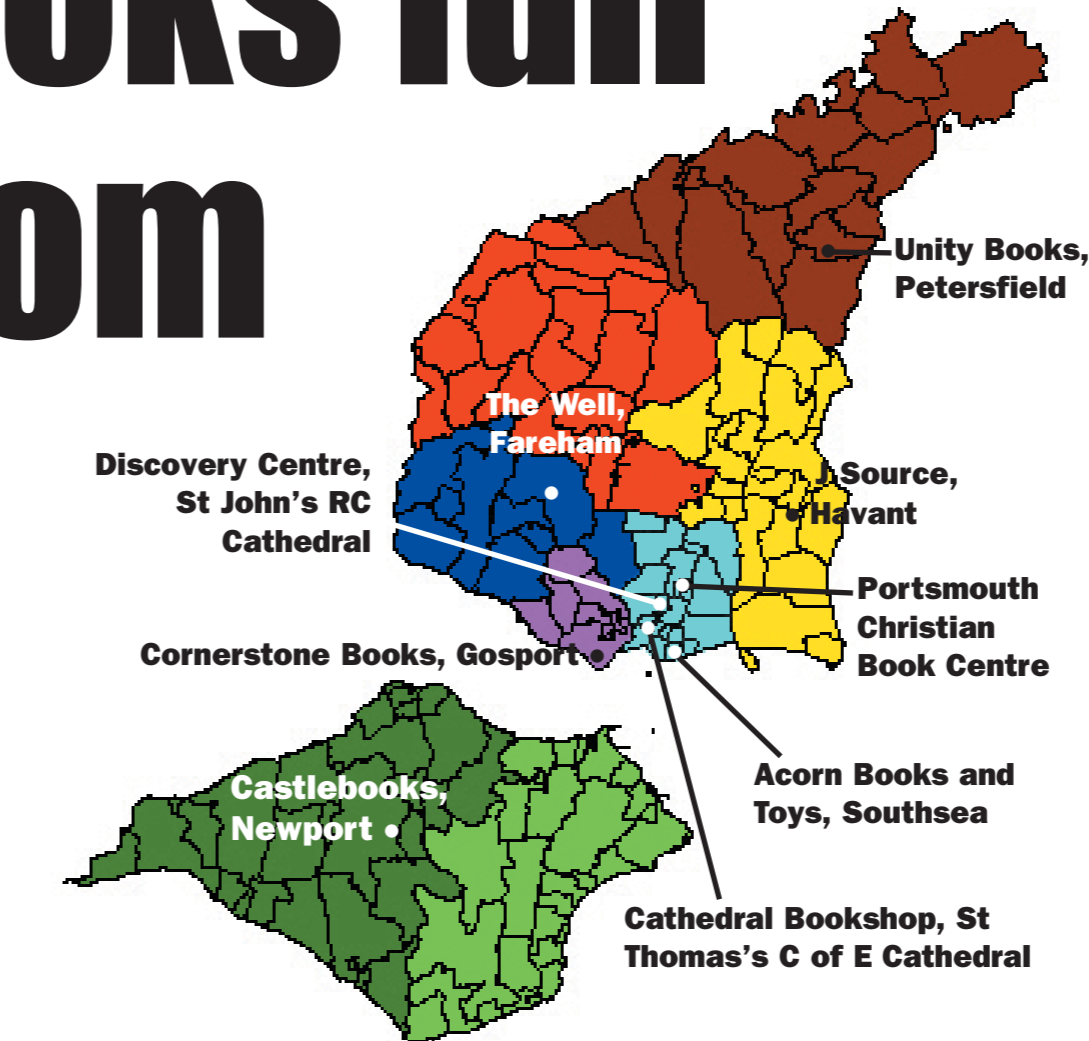 oks fun
om
Unity Books,
Petersfield
The Well,
Fareham
Discovery Centre,
St John's RC
Cathedral
J Source,
Havant
Portsmouth
Christian
Book Centre
Cornerstone Books, Gosport
Acorn Books and
Toys, Southsea
Castlebooks,
Newport
Cathedral Bookshop, St
Thomas's C of E Cathedral